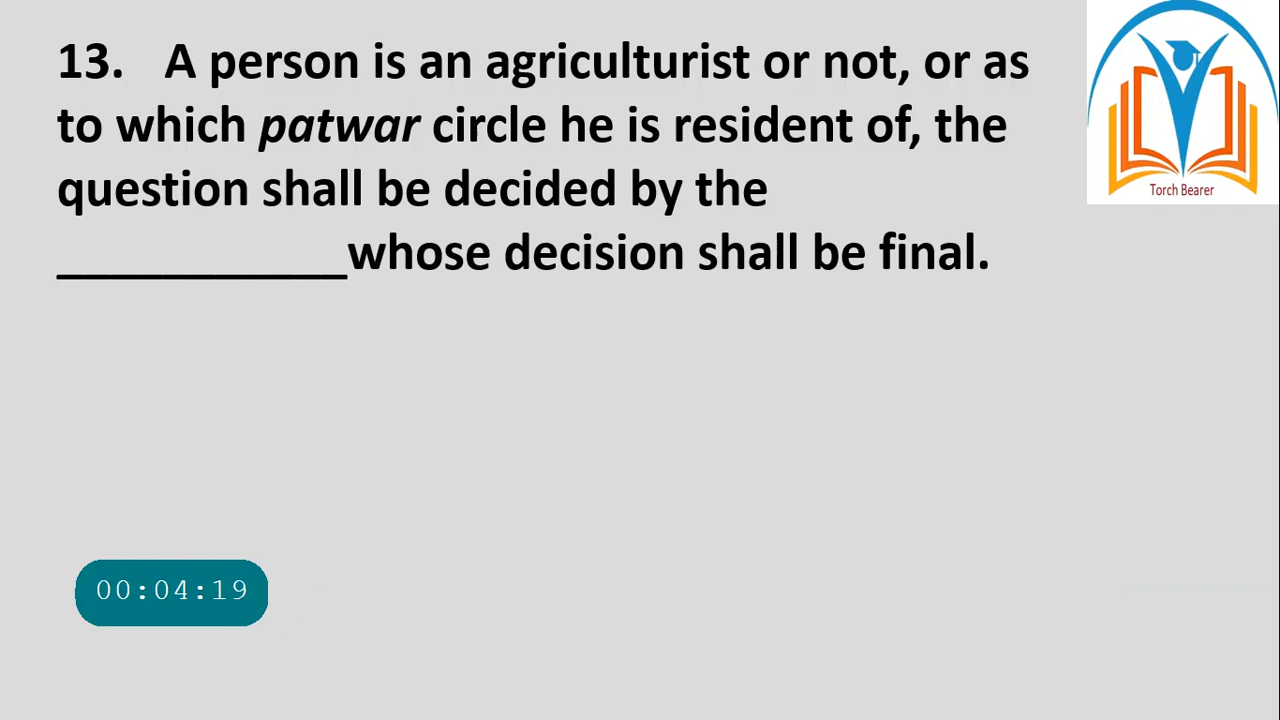 13. A person is an agriculturist or not, or as
to which patwar circle he is resident of, the
question shall be decided by the
___________whose decision shall be final.
Torch Bearer
00:04:19